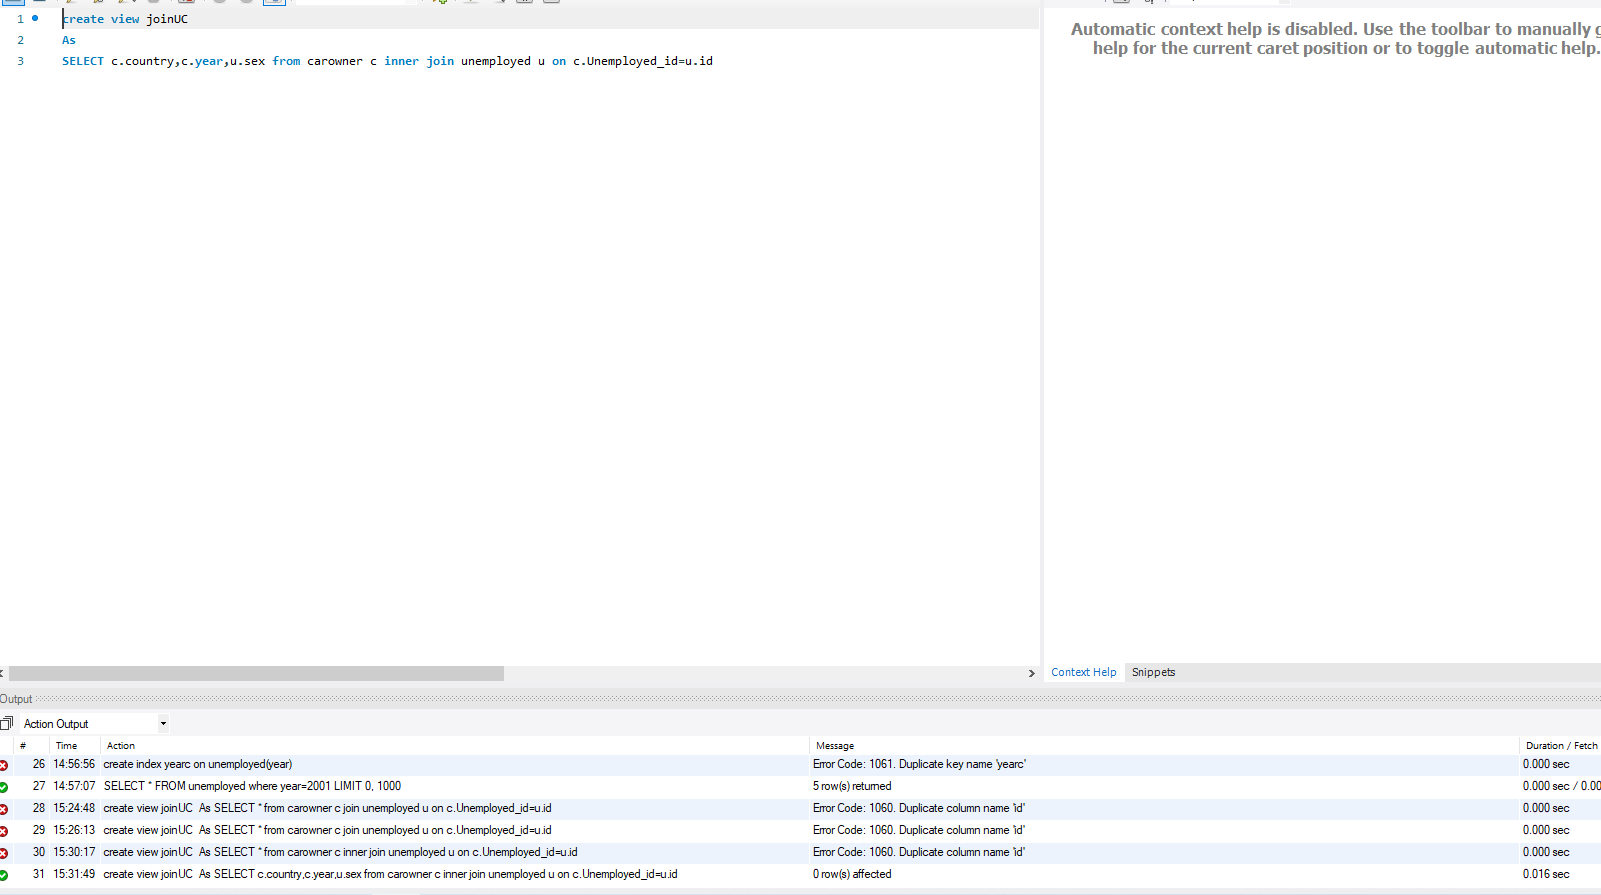 1 create view joinUC
2 As
3 SELECT c.country,c.year,u.sex from carowner c inner join unemployed u on c.Unemployed_id=u.id
Automatic context help is disabled. Use the toolbar to manually g
help for the current caret position or to toggle automatic help.
Context Help Snippets
Output
Action Output
# Time Action Message Duration / Fetch
26 14:56:56 create index yearc on unemployed(year) Error Code: 1061. Duplicate key name 'yearc' 0.000 sec
27 14:57:07 SELECT * FROM unemployed where year=2001 LIMIT 0, 1000 5 row(s) returned 0.000 sec / 0.00
28 15:24:48 create view joinUC As SELECT * from carowner c join unemployed u on c.Unemployed_id=u.id Error Code: 1060. Duplicate column name 'id' 0.000 sec
29 15:26:13 create view joinUC As SELECT * from carowner c join unemployed u on c.Unemployed_id=u.id Error Code: 1060. Duplicate column name 'id' 0.000 sec
30 15:30:17 create view joinUC As SELECT * from carowner c inner join unemployed u on c.Unemployed_id=u.id Error Code: 1060. Duplicate column name 'id' 0.000 sec
31 15:31:49 create view joinUC As SELECT c.country,c.year,u.sex from carowner c inner join unemployed u on c.Unemployed_id=u.id 0 row(s) affected 0.016 sec